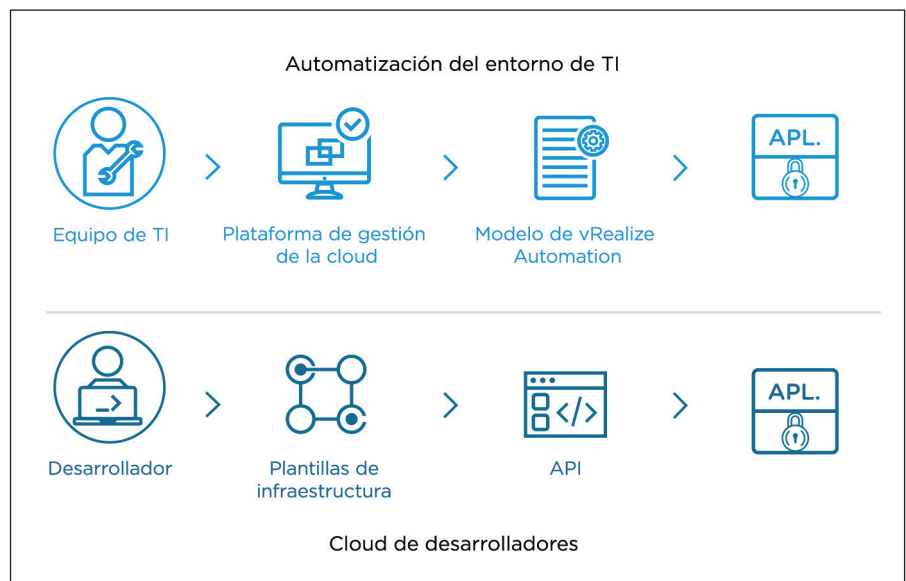 Automatización del entorno de TI
APL.
Equipo de TI
Plataforma de gestión
de la cloud
Modelo de vRealize
Automation
APL.
Desarrollador
Plantillas de
infraestructura
API
Cloud de desarrolladores